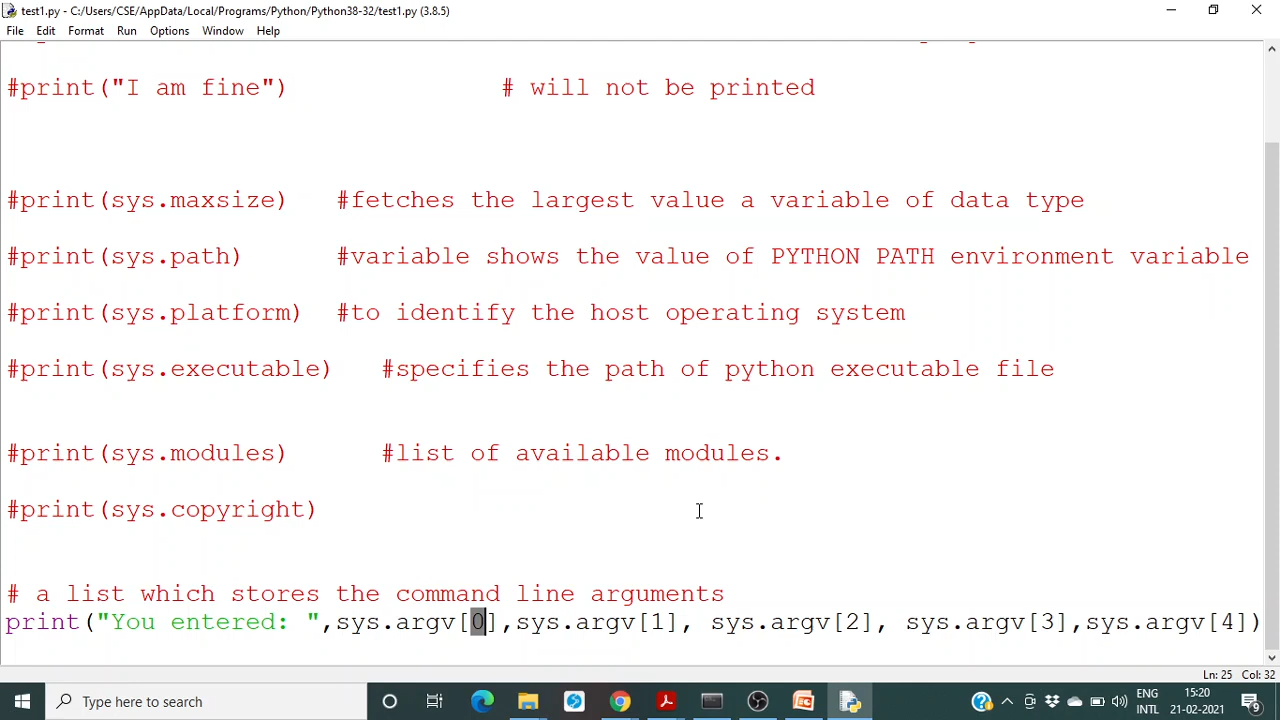 test1.py - C:/Users/CSE/AppData/Local/Programs/Python/Python38-32/test1.py (3.8.5)
File Edit Format Run Options Window Help
#print("I am fine") # will not be printed
#print(sys.maxsize) #fetches the largest value a variable of data type
#print(sys.path) #variable shows the value of PYTHON PATH environment variable
#print(sys.platform) #to identify the host operating system
#print(sys.executable) #specifies the path of python executable file
#print(sys.modules) #list of available modules.
#print(sys.copyright)
# a list which stores the command line arguments
print("You entered: ",sys.argv[0],sys.argv[1], sys.argv[2], sys.argv[3],sys.argv[4])
Ln: 25 Col: 32
Type here to search
ENG 15:20
INTL 21-02-2021 9